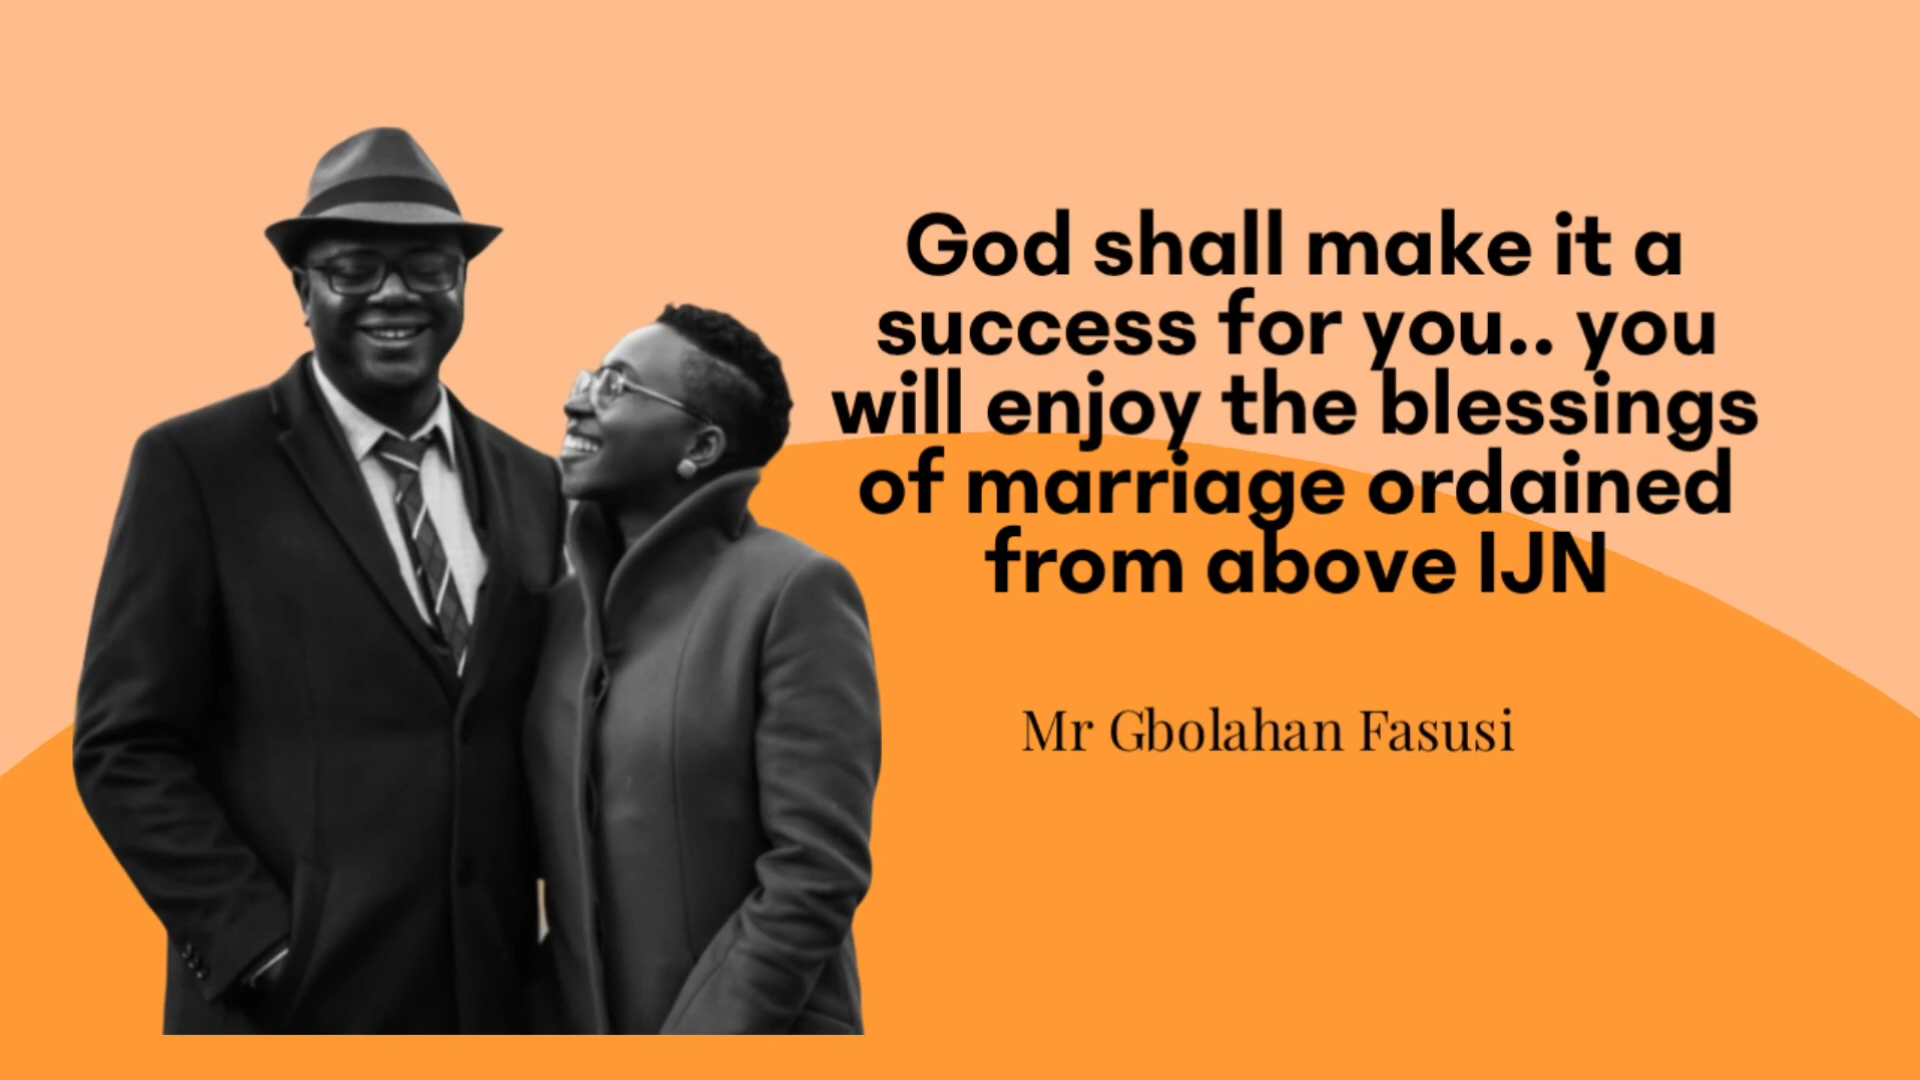 God shall make it a
success for you.. you
will enjoy the blessings
of marriage ordained
from above IJN
Mr Gbolahan Fasusi